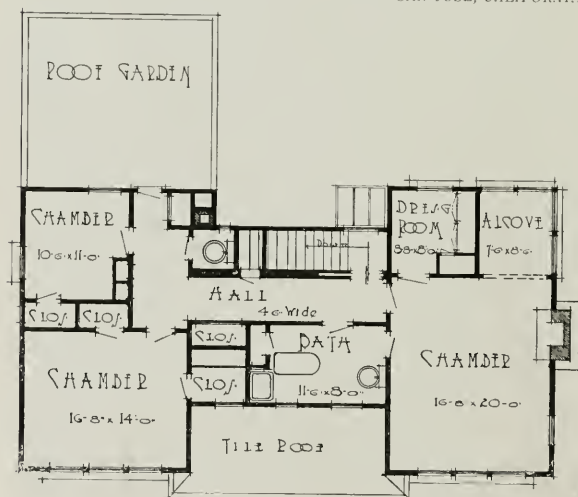 ROOF GARDEN
CHAMBER
10-6 x 11-0
DRES'G
ROOM
ALCOVE
7-6 x 8-6
Down
HALL
4-6 Wide
CLOS.
CLOS.
CLOS.
CLOS.
BATH
11-6 x 8-0
CHAMBER
16-8 x 14-0
CHAMBER
16-8 x 20-0
TILE ROOF